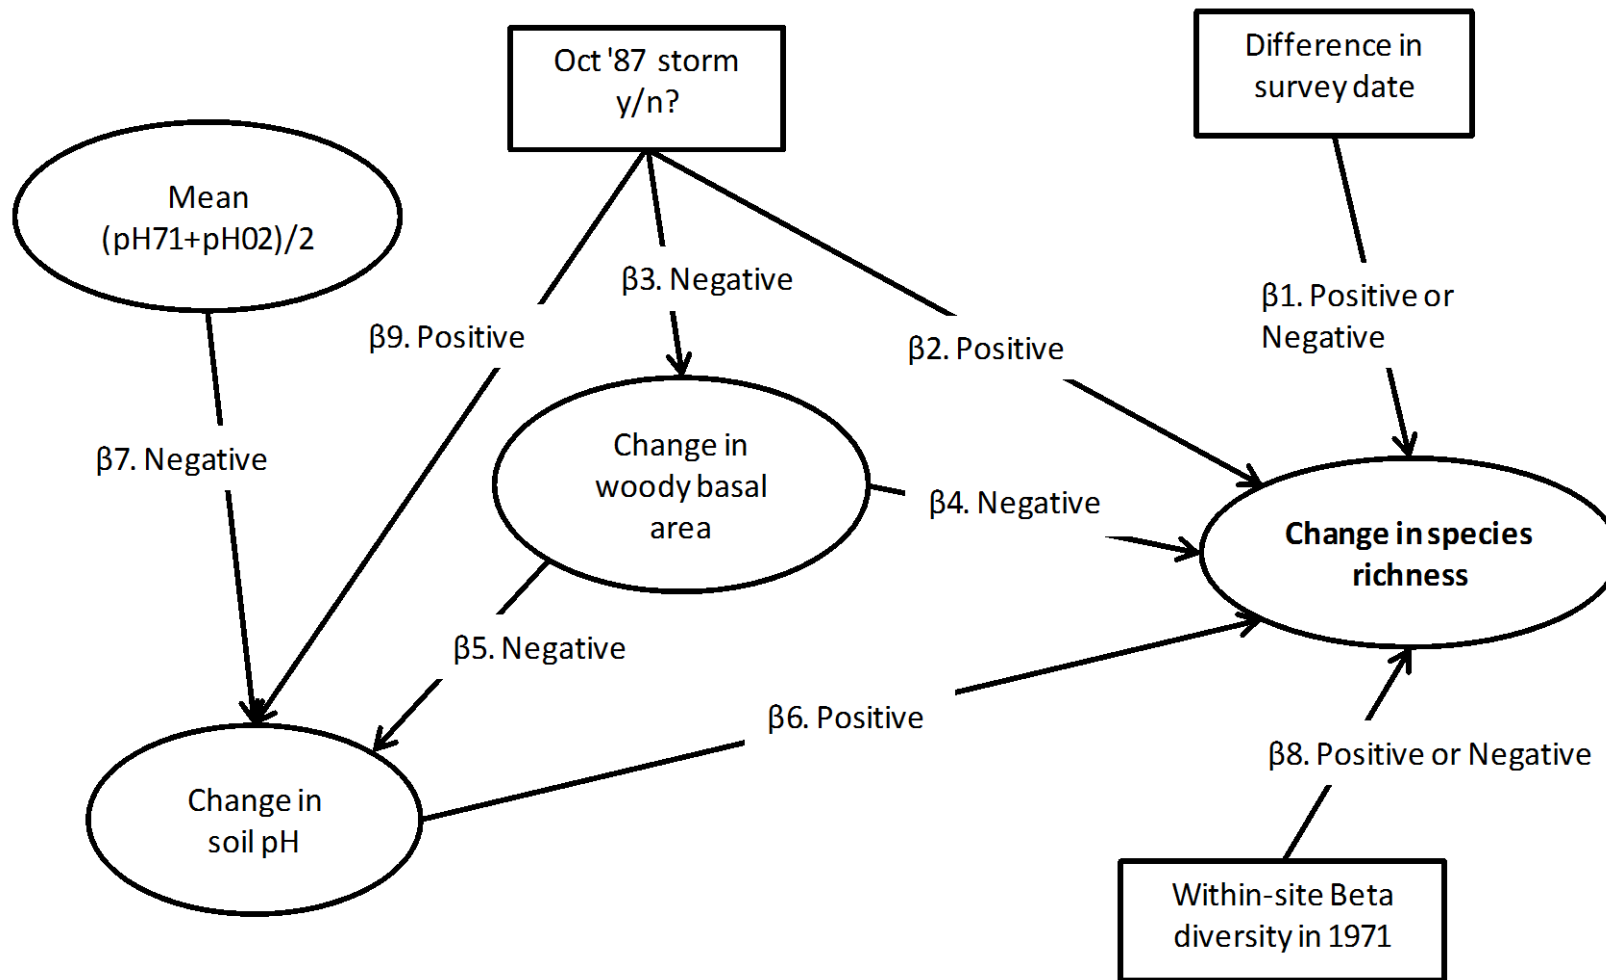 Oct '87 storm
y/n?
Difference in
survey date
Mean
(pH71+pH02)/2
β3. Negative
β1. Positive or
Negative
β9. Positive
β2. Positive
β7. Negative
Change in
woody basal
area
β4. Negative
Change in species
richness
β5. Negative
β6. Positive
β8. Positive or Negative
Change in
soil pH
Within-site Beta
diversity in 1971